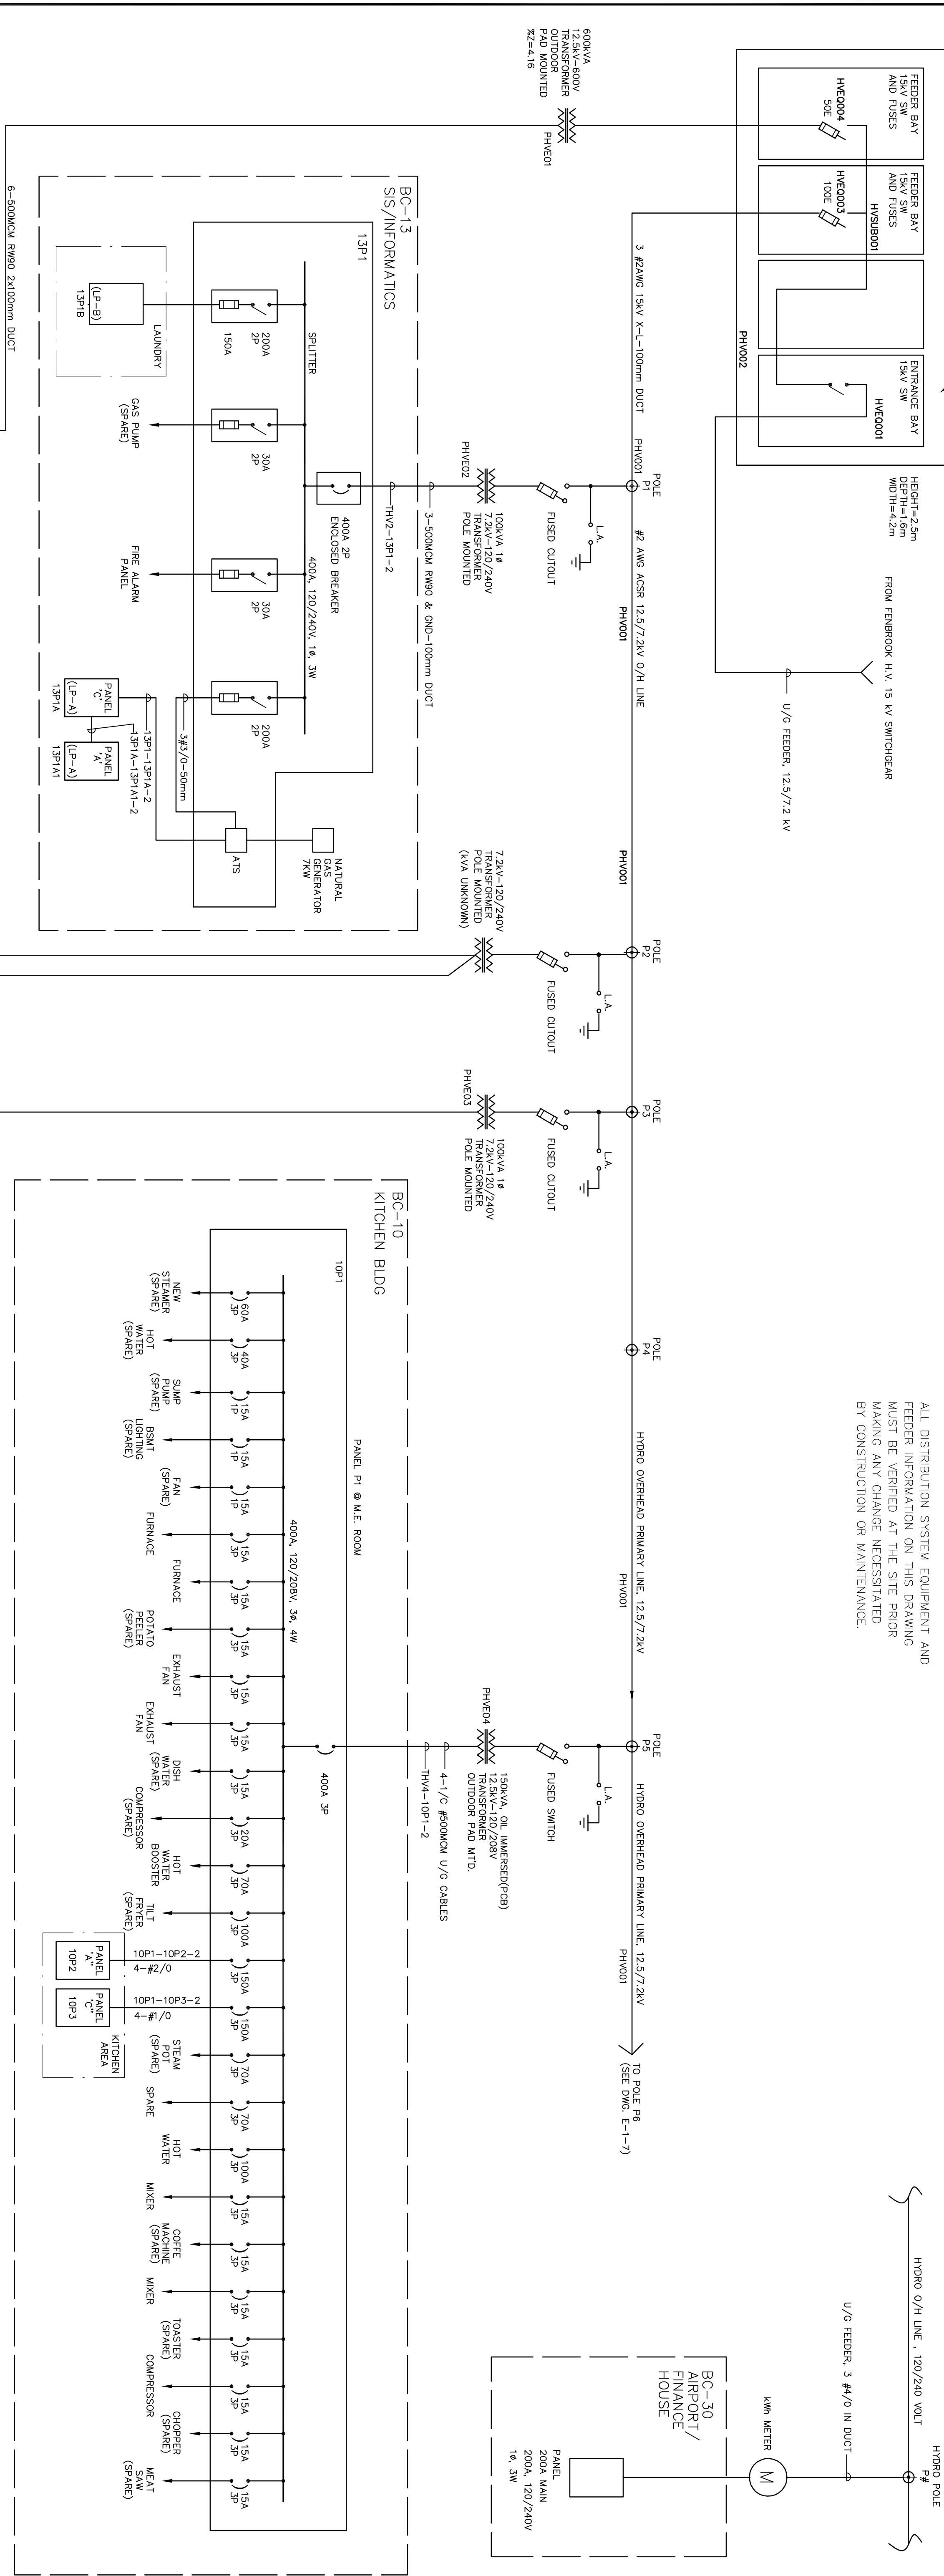 600kVA
12.5kV-600V
TRANSFORMER
OUTDOOR
PAD MOUNTED
%Z=4.16
PHVE01
FEEDER BAY
15kV SW
AND FUSES
HVEQ004
50E
FEEDER BAY
15kV SW
AND FUSES
HVEQ003
100E
HVSUB001
ENTRANCE BAY
15kV SW
HVEQ001
PHV002
HEIGHT=2.5m
DEPTH=1.6m
WIDTH=4.2m
FROM FENBROOK H.V. 15 kV SWITCHGEAR
U/G FEEDER, 12.5/7.2 kV
ALL DISTRIBUTION SYSTEM EQUIPMENT AND
FEEDER INFORMATION ON THIS DRAWING
MUST BE VERIFIED AT THE SITE PRIOR
MAKING ANY CHANGE NECESSITATED
BY CONSTRUCTION OR MAINTENANCE.
HYDRO POLE
P#
HYDRO O/H LINE , 120/240 VOLT
U/G FEEDER, 3 #4/0 IN DUCT
kWh METER
M
BC-30
AIRPORT/
FINANCE
HOUSE
PANEL
200A MAIN
200A, 120/240V
1ø, 3W
3 #2AWG 15kV X-L-100mm DUCT
PHV001
POLE
P1
#2 AWG ACSR 12.5/7.2kV O/H LINE
PHV001
PHV001
POLE
P2
POLE
P3
POLE
P4
HYDRO OVERHEAD PRIMARY LINE, 12.5/7.2kV
PHV001
POLE
P5
HYDRO OVERHEAD PRIMARY LINE, 12.5/7.2kV
PHV001
TO POLE P6
(SEE DWG. E-1-7)
L.A.
FUSED CUTOUT
PHVE02
100kVA 1ø
7.2kV-120/240V
TRANSFORMER
POLE MOUNTED
L.A.
FUSED CUTOUT
7.2kV-120/240V
TRANSFORMER
POLE MOUNTED
(kVA UNKNOWN)
L.A.
FUSED CUTOUT
PHVE03
100kVA 1ø
7.2kV-120/240V
TRANSFORMER
POLE MOUNTED
L.A.
FUSED SWITCH
PHVE04
150kVA, OIL IMMERSED(PCB)
12.5kV-120/208V
TRANSFORMER
OUTDOOR PAD MT'D.
3-500MCM RW90 & GND-100mm DUCT
THV2-13P1-2
4-1/C #500MCM U/G CABLES
THV4-10P1-2
BC-13
SIS/INFORMATICS
13P1
SPLITTER
400A 2P
ENCLOSED BREAKER
400A, 120/240V, 1ø, 3W
200A
2P
150A
30A
2P
30A
2P
200A
2P
LAUNDRY
(LP-B)
13P1B
GAS PUMP
(SPARE)
FIRE ALARM
PANEL
3#3/0-50mm
13P1-13P1A-2
13P1A-13P1A1-2
PANEL
'C'
(LP-A)
13P1A
PANEL
'A'
(LP-A)
13P1A1
ATS
NATURAL
GAS
GENERATOR
7KW
6-500MCM RW90 2x100mm DUCT
BC-10
KITCHEN BLDG
10P1
PANEL P1 @ M.E. ROOM
400A, 120/208V, 3ø, 4W
400A 3P
60A
3P
NEW
STEAMER
(SPARE)
40A
3P
HOT
WATER
(SPARE)
15A
1P
SUMP
PUMP
(SPARE)
15A
1P
BSMT
LIGHTING
(SPARE)
15A
1P
FAN
(SPARE)
15A
3P
FURNACE
15A
3P
FURNACE
15A
3P
POTATO
PEELER
(SPARE)
15A
3P
EXHAUST
FAN
15A
3P
EXHAUST
FAN
15A
3P
DISH
WATER
(SPARE)
20A
3P
COMPRESSOR
(SPARE)
70A
3P
HOT
WATER
BOOSTER
100A
3P
TILT
FRYER
(SPARE)
150A
3P
10P1-10P2-2
4-#2/0
PANEL
'A''
10P2
150A
3P
10P1-10P3-2
4-#1/0
PANEL
'C''
10P3
KITCHEN
AREA
70A
3P
STEAM
POT
(SPARE)
70A
3P
SPARE
100A
3P
HOT
WATER
15A
3P
MIXER
15A
3P
COFFE
MACHINE
(SPARE)
15A
3P
MIXER
15A
3P
TOASTER
(SPARE)
15A
3P
COMPRESSOR
15A
3P
CHOPPER
(SPARE)
15A
3P
MEAT
SAW
(SPARE)